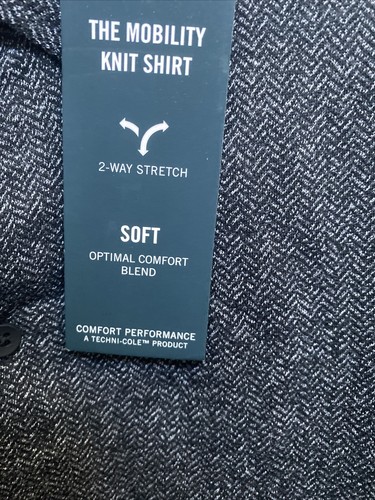 THE MOBILITY
KNIT SHIRT
2-WAY STRETCH
SOFT
OPTIMAL COMFORT
BLEND
COMFORT PERFORMANCE
A TECHNI-COLE™ PRODUCT